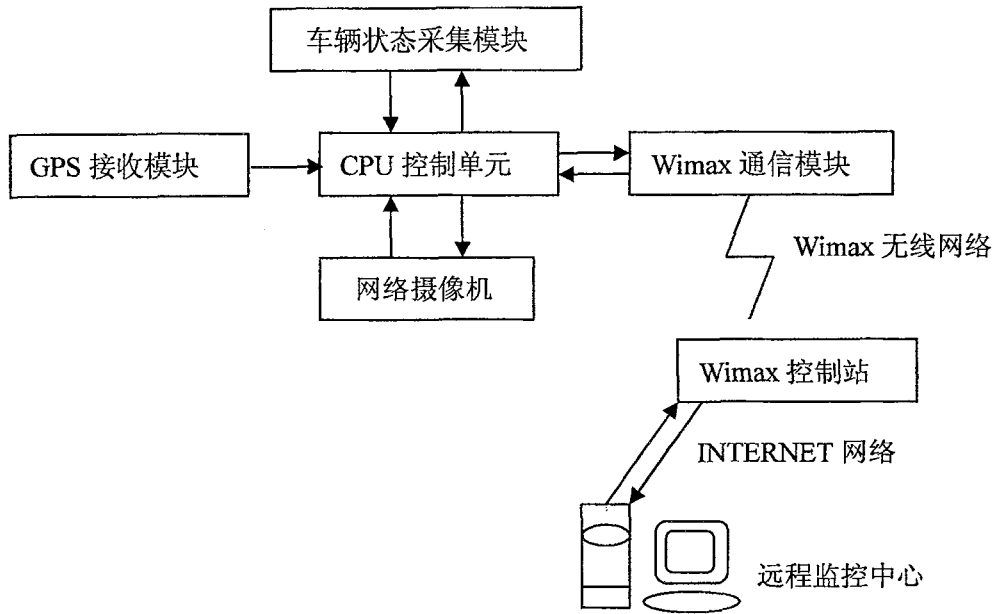 车辆状态采集模块
GPS 接收模块
CPU 控制单元
Wimax 通信模块
Wimax 无线网络
网络摄像机
Wimax 控制站
INTERNET 网络
远程监控中心